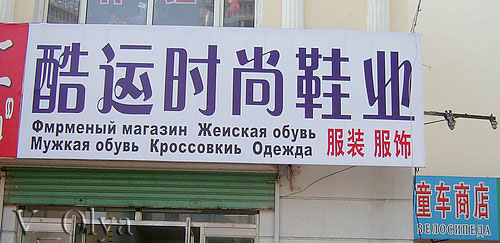 酷运时尚鞋业
Фмрменый магазин Жеиская обувь
Мужкая обувь Кроссовкиь Одежда 服装 服饰
童车商店
ВЕЛОСИПЕДА
V Olya